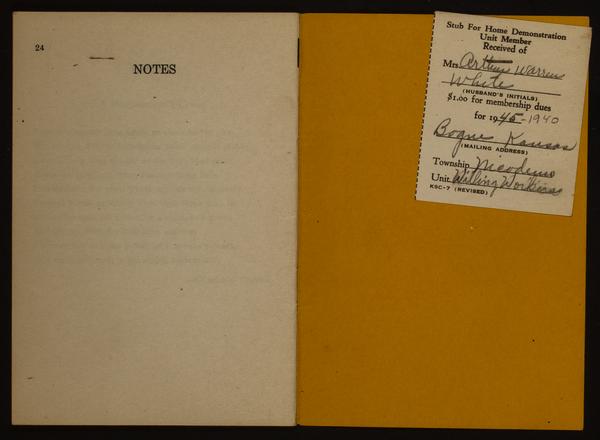 24
NOTES
Stub For Home Demonstration
Unit Member
Received of
Mrs. Arthur Warren
White
(HUSBAND'S INITIALS)
$1.00 for membership dues
for 1945-1940
Bogue Kansas
(MAILING ADDRESS)
Township Nicodemus
Unit Willing Workers
KSC-7 (REVISED)